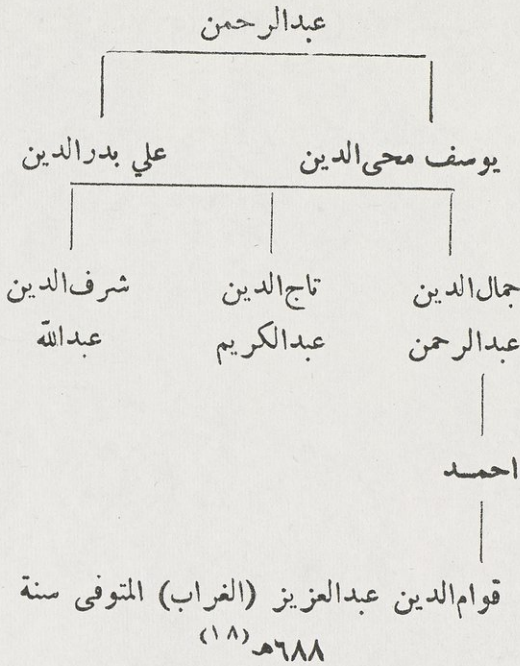 عبدالرحمن
يوسف محى‌الدين علي بدرالدين
جمال‌الدين تاج‌الدين شرف‌الدين
عبدالرحمن عبدالكريم عبدالله
احمد
قوام‌الدين عبدالعزيز (الغراب) المتوفى سنة
٦٨٨هـ (١٨)